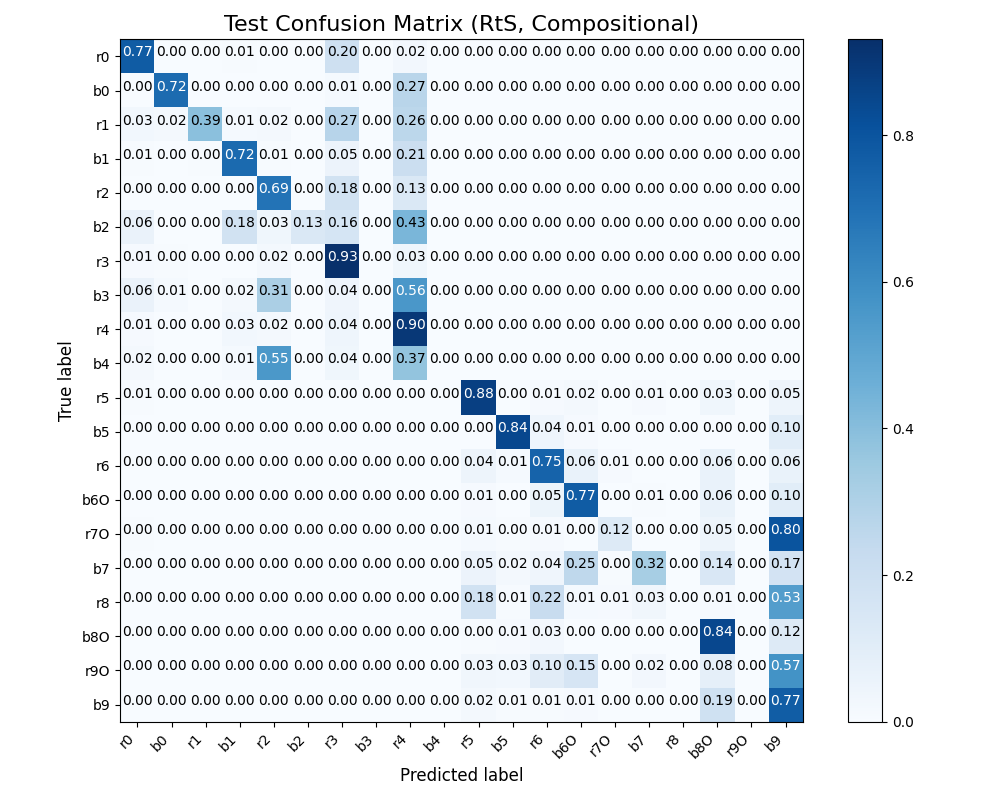 Test Confusion Matrix (RtS, Compositional)
r0 0.77 0.00 0.00 0.01 0.00 0.00 0.20 0.00 0.02 0.00 0.00 0.00 0.00 0.00 0.00 0.00 0.00 0.00 0.00 0.00
b0 0.00 0.72 0.00 0.00 0.00 0.00 0.01 0.00 0.27 0.00 0.00 0.00 0.00 0.00 0.00 0.00 0.00 0.00 0.00 0.00
r1 0.03 0.02 0.39 0.01 0.02 0.00 0.27 0.00 0.26 0.00 0.00 0.00 0.00 0.00 0.00 0.00 0.00 0.00 0.00 0.00
b1 0.01 0.00 0.00 0.72 0.01 0.00 0.05 0.00 0.21 0.00 0.00 0.00 0.00 0.00 0.00 0.00 0.00 0.00 0.00 0.00
r2 0.00 0.00 0.00 0.00 0.69 0.00 0.18 0.00 0.13 0.00 0.00 0.00 0.00 0.00 0.00 0.00 0.00 0.00 0.00 0.00
b2 0.06 0.00 0.00 0.18 0.03 0.13 0.16 0.00 0.43 0.00 0.00 0.00 0.00 0.00 0.00 0.00 0.00 0.00 0.00 0.00
r3 0.01 0.00 0.00 0.00 0.02 0.00 0.93 0.00 0.03 0.00 0.00 0.00 0.00 0.00 0.00 0.00 0.00 0.00 0.00 0.00
b3 0.06 0.01 0.00 0.02 0.31 0.00 0.04 0.00 0.56 0.00 0.00 0.00 0.00 0.00 0.00 0.00 0.00 0.00 0.00 0.00
r4 0.01 0.00 0.00 0.03 0.02 0.00 0.04 0.00 0.90 0.00 0.00 0.00 0.00 0.00 0.00 0.00 0.00 0.00 0.00 0.00
b4 0.02 0.00 0.00 0.01 0.55 0.00 0.04 0.00 0.37 0.00 0.00 0.00 0.00 0.00 0.00 0.00 0.00 0.00 0.00 0.00
r5 0.01 0.00 0.00 0.00 0.00 0.00 0.00 0.00 0.00 0.00 0.88 0.00 0.01 0.02 0.00 0.01 0.00 0.03 0.00 0.05
b5 0.00 0.00 0.00 0.00 0.00 0.00 0.00 0.00 0.00 0.00 0.00 0.84 0.04 0.01 0.00 0.00 0.00 0.00 0.00 0.10
r6 0.00 0.00 0.00 0.00 0.00 0.00 0.00 0.00 0.00 0.00 0.04 0.01 0.75 0.06 0.01 0.00 0.00 0.06 0.00 0.06
b6O 0.00 0.00 0.00 0.00 0.00 0.00 0.00 0.00 0.00 0.00 0.01 0.00 0.05 0.77 0.00 0.01 0.00 0.06 0.00 0.10
r7O 0.00 0.00 0.00 0.00 0.00 0.00 0.00 0.00 0.00 0.00 0.01 0.00 0.01 0.00 0.12 0.00 0.00 0.05 0.00 0.80
b7 0.00 0.00 0.00 0.00 0.00 0.00 0.00 0.00 0.00 0.00 0.05 0.02 0.04 0.25 0.00 0.32 0.00 0.14 0.00 0.17
r8 0.00 0.00 0.00 0.00 0.00 0.00 0.00 0.00 0.00 0.00 0.18 0.01 0.22 0.01 0.01 0.03 0.00 0.01 0.00 0.53
b8O 0.00 0.00 0.00 0.00 0.00 0.00 0.00 0.00 0.00 0.00 0.00 0.01 0.03 0.00 0.00 0.00 0.00 0.84 0.00 0.12
r9O 0.00 0.00 0.00 0.00 0.00 0.00 0.00 0.00 0.00 0.00 0.03 0.03 0.10 0.15 0.00 0.02 0.00 0.08 0.00 0.57
b9 0.00 0.00 0.00 0.00 0.00 0.00 0.00 0.00 0.00 0.00 0.02 0.01 0.01 0.01 0.00 0.00 0.00 0.19 0.00 0.77
True label
r0 b0 r1 b1 r2 b2 r3 b3 r4 b4 r5 b5 r6 b6O r7O b7 r8 b8O r9O b9
Predicted label
0.8
0.6
0.4
0.2
0.0